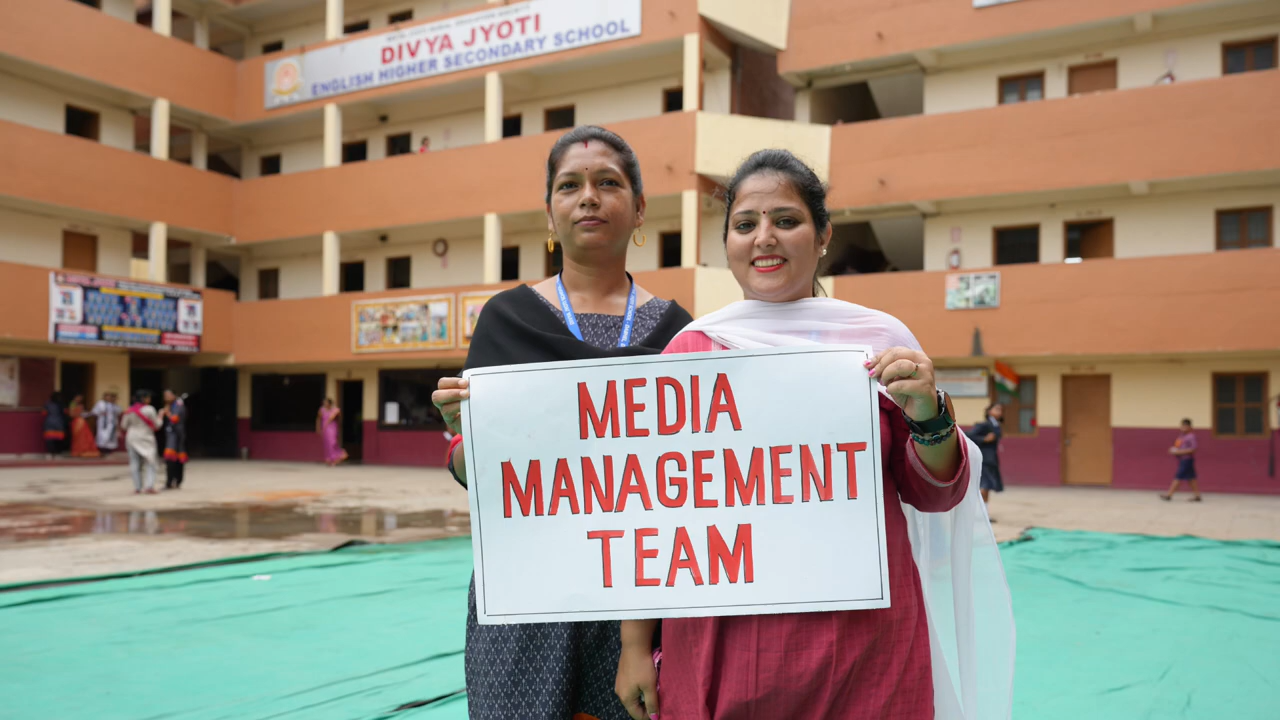 DIVYA JYOTI
ENGLISH HIGHER SECONDARY SCHOOL
MEDIA
MANAGEMENT
TEAM